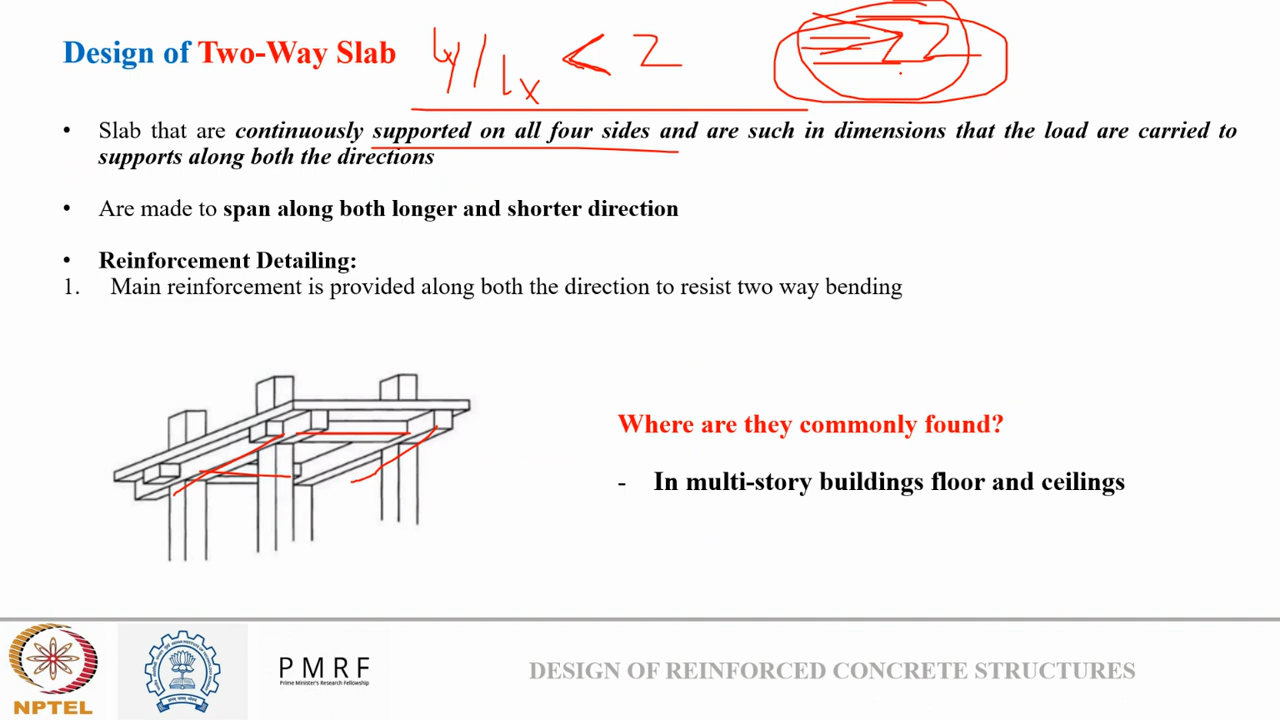 Design of Two-Way Slab
ly/lx < 2
• Slab that are continuously supported on all four sides and are such in dimensions that the load are carried to
supports along both the directions
• Are made to span along both longer and shorter direction
• Reinforcement Detailing:
1. Main reinforcement is provided along both the direction to resist two way bending
Where are they commonly found?
- In multi-story buildings floor and ceilings
NPTEL
PMRF
Prime Minister's Research Fellowship
DESIGN OF REINFORCED CONCRETE STRUCTURES